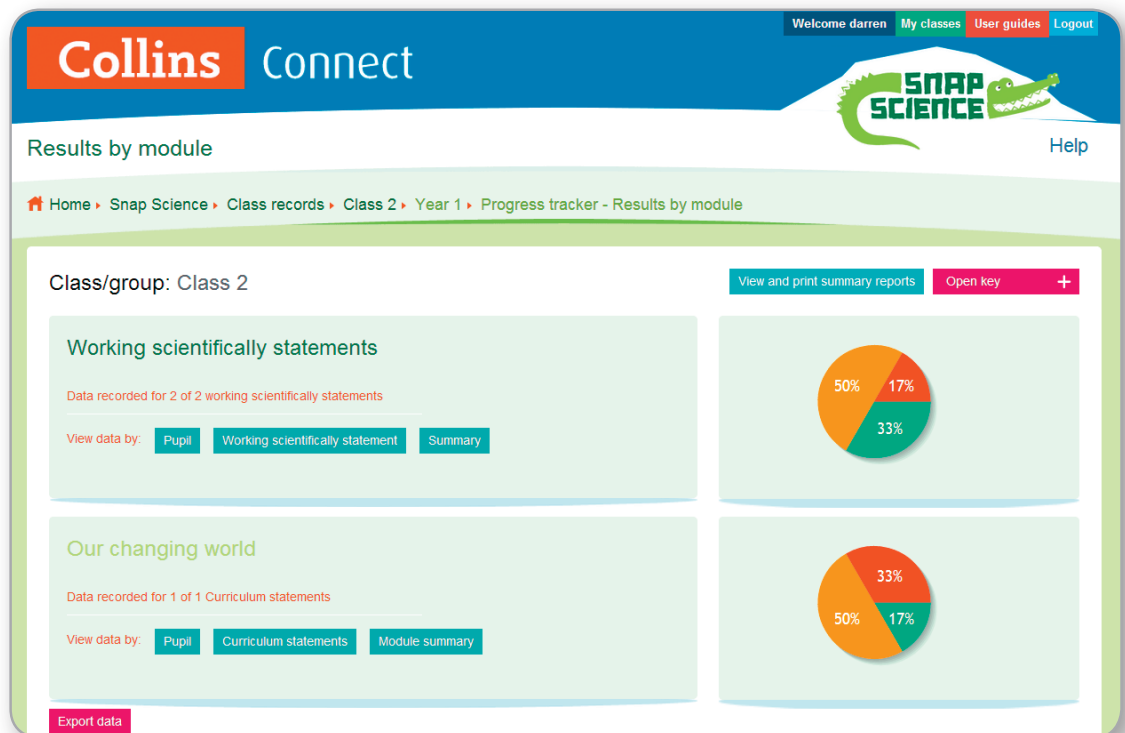 Welcome darren My classes User guides Logout
Collins Connect
SNAP
SCIENCE
Results by module
Help
Home Snap Science Class records Class 2 Year 1 Progress tracker - Results by module
Class/group: Class 2
View and print summary reports
Open key +
Working scientifically statements
Data recorded for 2 of 2 working scientifically statements
View data by: Pupil Working scientifically statement Summary
50% 17%
33%
Our changing world
Data recorded for 1 of 1 Curriculum statements
View data by: Pupil Curriculum statements Module summary
33%
50% 17%
Export data